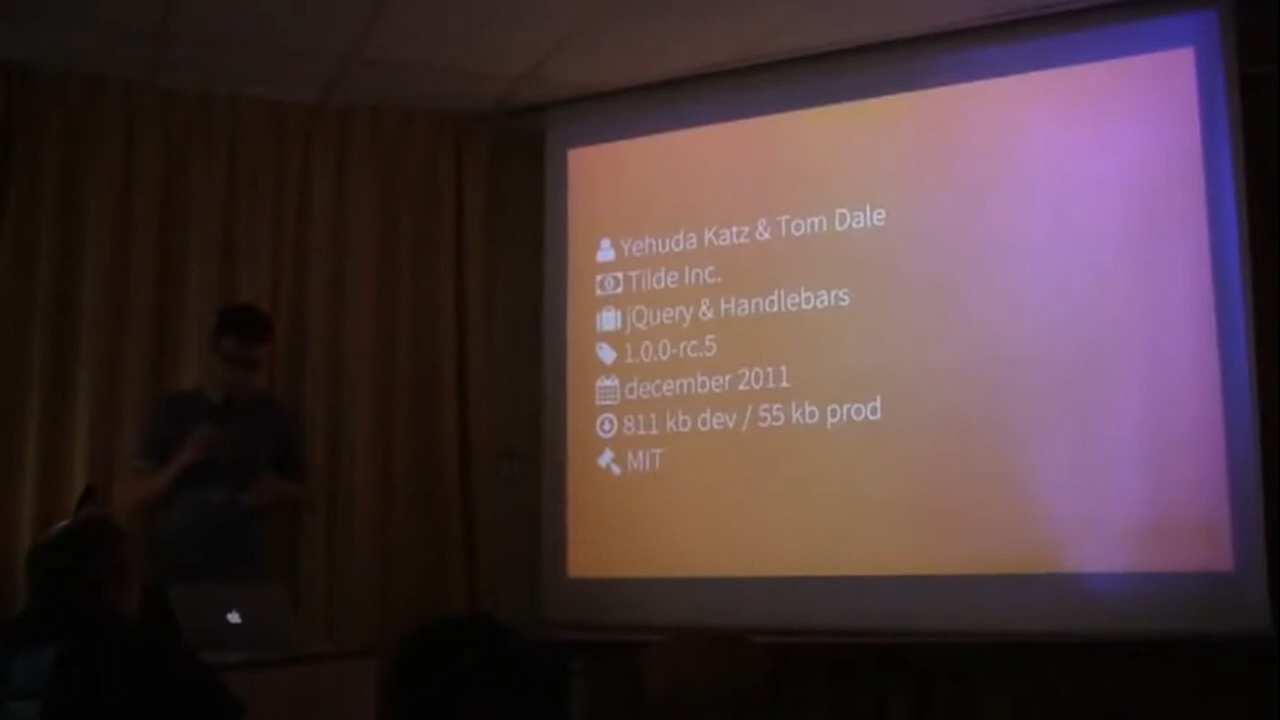 Yehuda Katz & Tom Dale
Tilde Inc.
jQuery & Handlebars
1.0.0-rc.5
december 2011
811 kb dev / 55 kb prod
MIT